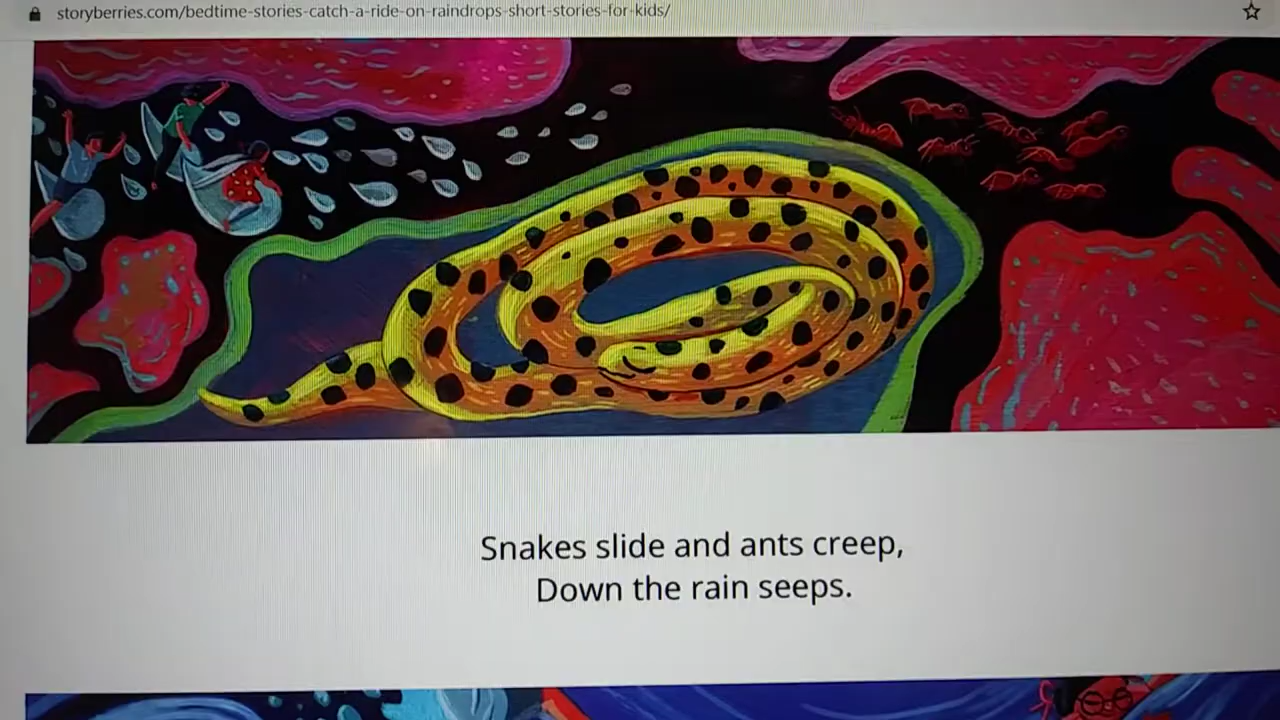 storyberries.com/bedtime-stories-catch-a-ride-on-raindrops-short-stories-for-kids/
Snakes slide and ants creep,
Down the rain seeps.